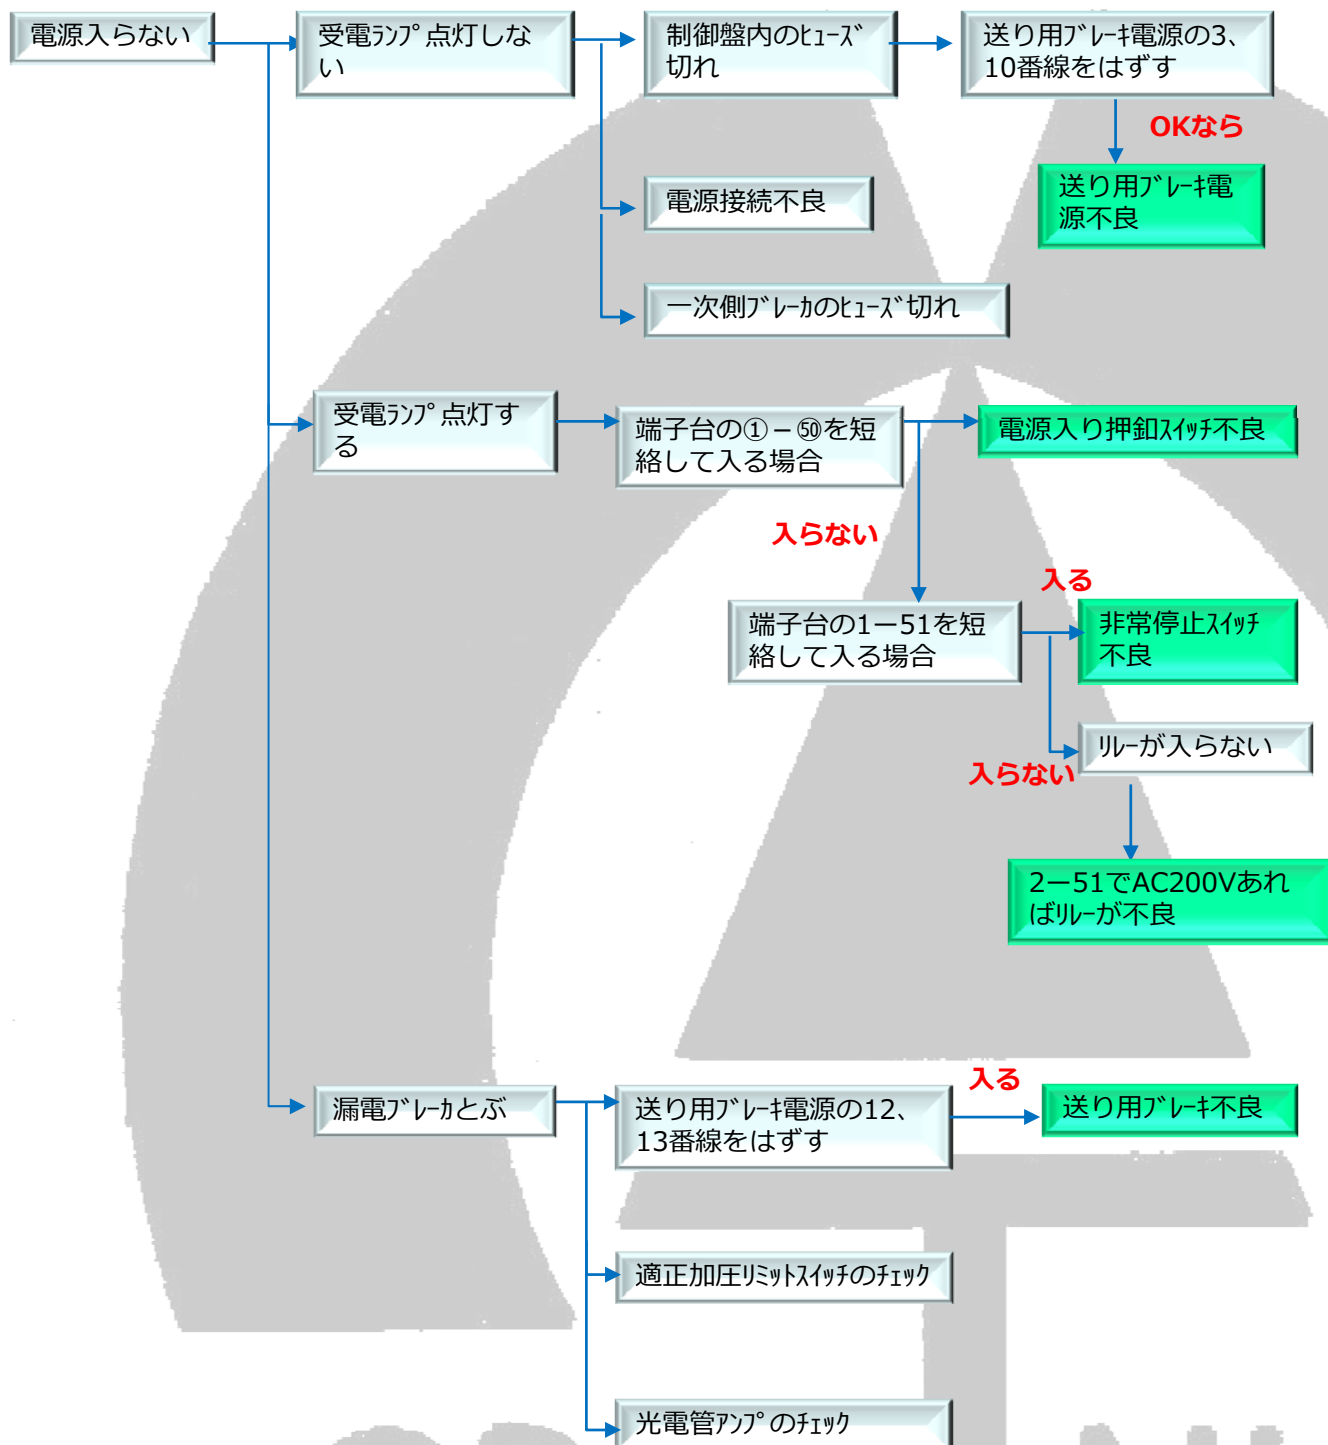 電源入らない
受電ﾗﾝﾌﾟ点灯しな
い
制御盤内のﾋｭｰｽﾞ
切れ
送り用ﾌﾞﾚｰｷ電源の3、
10番線をはずす
OKなら
送り用ﾌﾞﾚｰｷ電
源不良
電源接続不良
一次側ﾌﾞﾚｰｶのﾋｭｰｽﾞ切れ
受電ﾗﾝﾌﾟ点灯す
る
端子台の①－㊿を短
絡して入る場合
電源入り押釦ｽｲｯﾁ不良
入らない
端子台の1ー51を短
絡して入る場合
入る
非常停止ｽｲｯﾁ
不良
ﾘﾚｰが入らない
入らない
2ー51でAC200Vあれ
ばﾘﾚｰが不良
漏電ﾌﾞﾚｰｶとぶ
送り用ﾌﾞﾚｰｷ電源の12、
13番線をはずす
入る
送り用ﾌﾞﾚｰｷ不良
適正加圧ﾘﾐｯﾄｽｲｯﾁのﾁｪｯｸ
光電管ｱﾝﾌﾟのﾁｪｯｸ